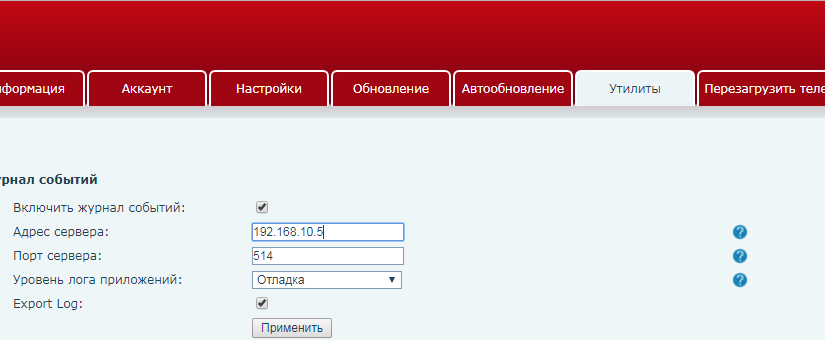 формация Аккаунт Настройки Обновление Автообновление Утилиты Перезагрузить теле
урнал событий
Включить журнал событий:
Адрес сервера: 192.168.10.5 ?
Порт сервера: 514 ?
Уровень лога приложений: Отладка ?
Export Log:
Применить